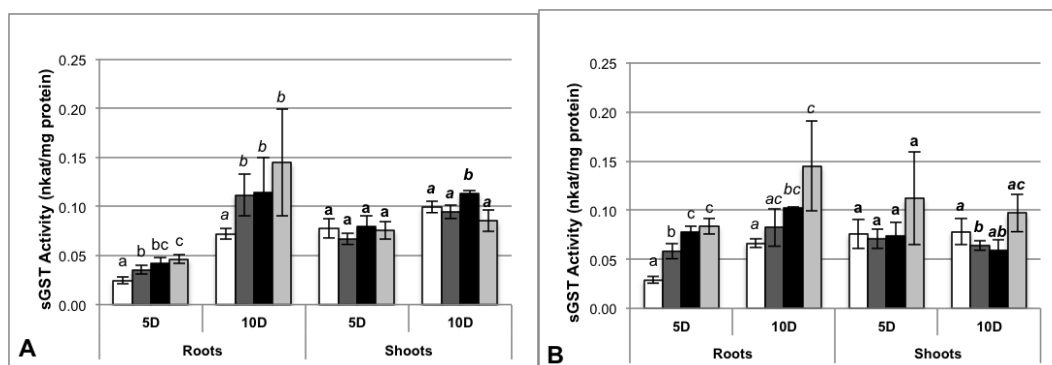 sGST Activity (nkat/mg protein)
0.25
0.20
0.15
0.10
0.05
0.00
a b bc c
a b b b
a a a a
a a b a
5D 10D 5D 10D
Roots Shoots
A
sGST Activity (nkat/mg protein)
0.25
0.20
0.15
0.10
0.05
0.00
a b c c
a ac bc c
a a a a
a b ab ac
5D 10D 5D 10D
Roots Shoots
B